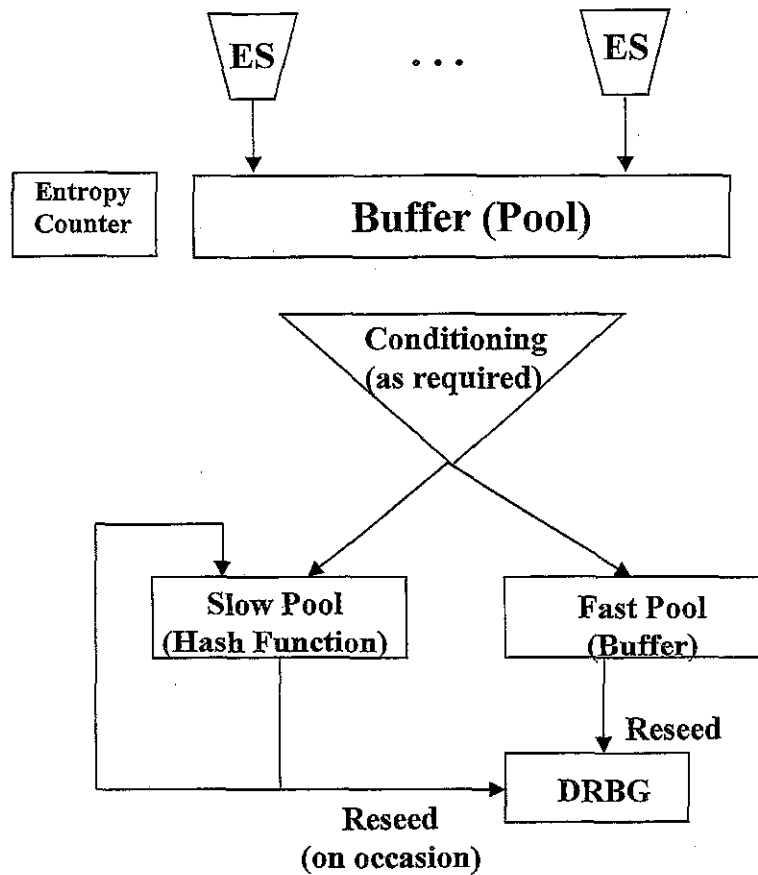 ES ... ES
Entropy
Counter
Buffer (Pool)
Conditioning
(as required)
Slow Pool
(Hash Function)
Fast Pool
(Buffer)
Reseed
DRBG
Reseed
(on occasion)